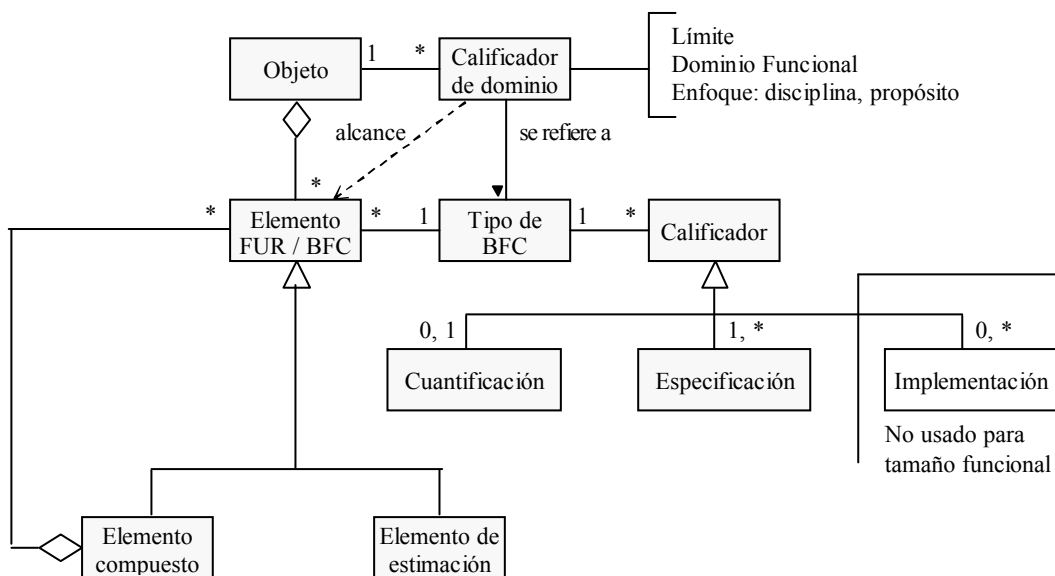 Objeto
1
*
Calificador
de dominio
Límite
Dominio Funcional
Enfoque: disciplina, propósito
alcance
se refiere a
*
*
Elemento
FUR / BFC
*
1
Tipo de
BFC
1
*
Calificador
0, 1
1, *
0, *
Cuantificación
Especificación
Implementación
No usado para
tamaño funcional
Elemento
compuesto
Elemento de
estimación